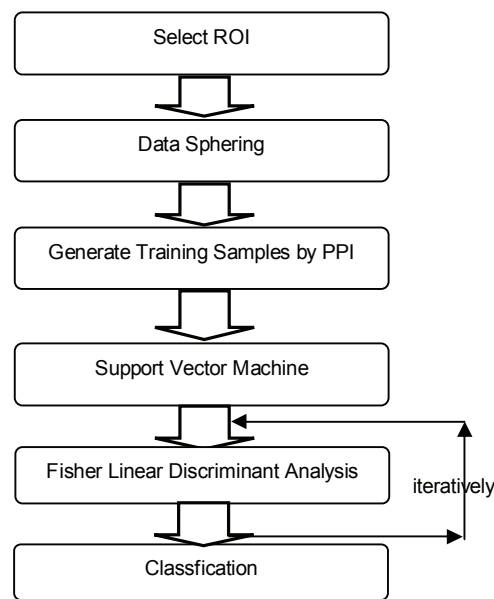 Select ROI
Data Sphering
Generate Training Samples by PPI
Support Vector Machine
Fisher Linear Discriminant Analysis
iteratively
Classfication